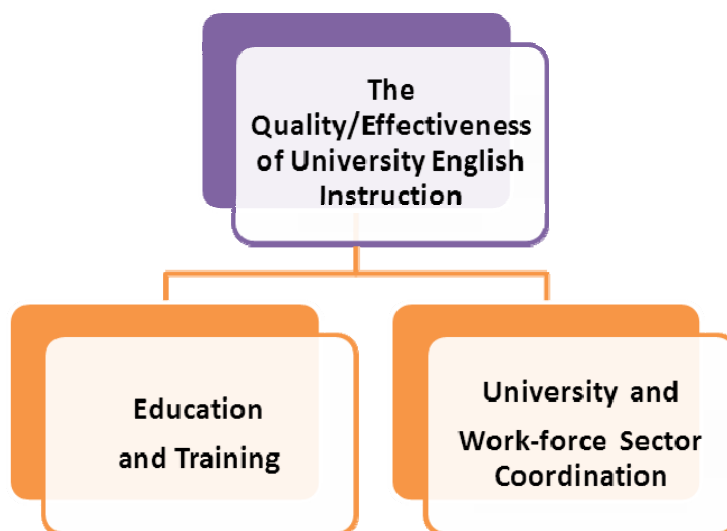 The
Quality/Effectiveness
of University English
Instruction
Education
and Training
University and
Work-force Sector
Coordination